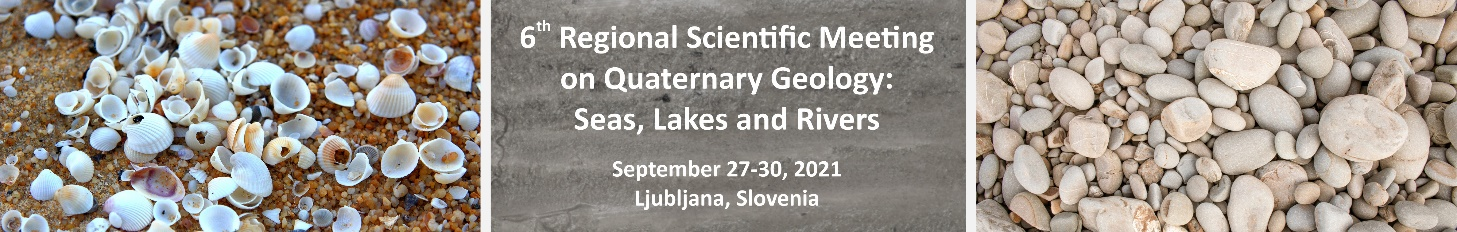 6th Regional Scientific Meeting
on Quaternary Geology:
Seas, Lakes and Rivers
September 27-30, 2021
Ljubljana, Slovenia